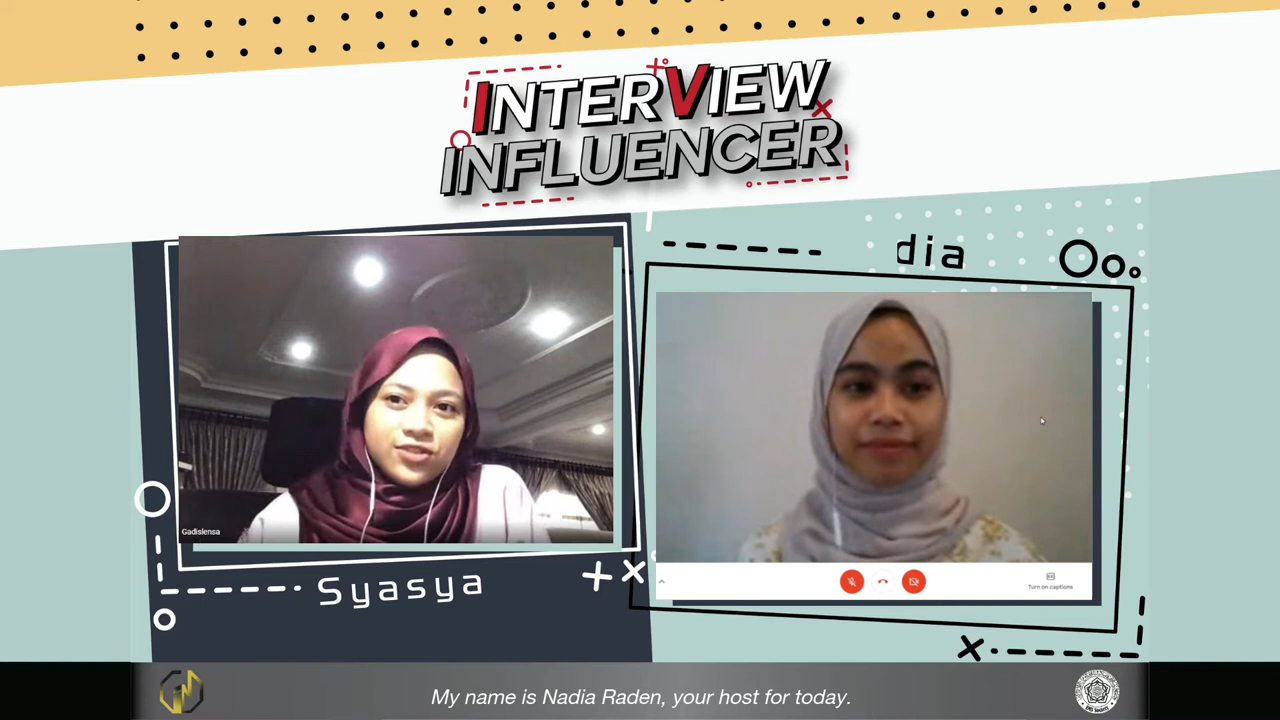 INTERVIEW
INFLUENCER
dia
Gadislensa
Turn on captions
Syasya
My name is Nadia Raden, your host for today.